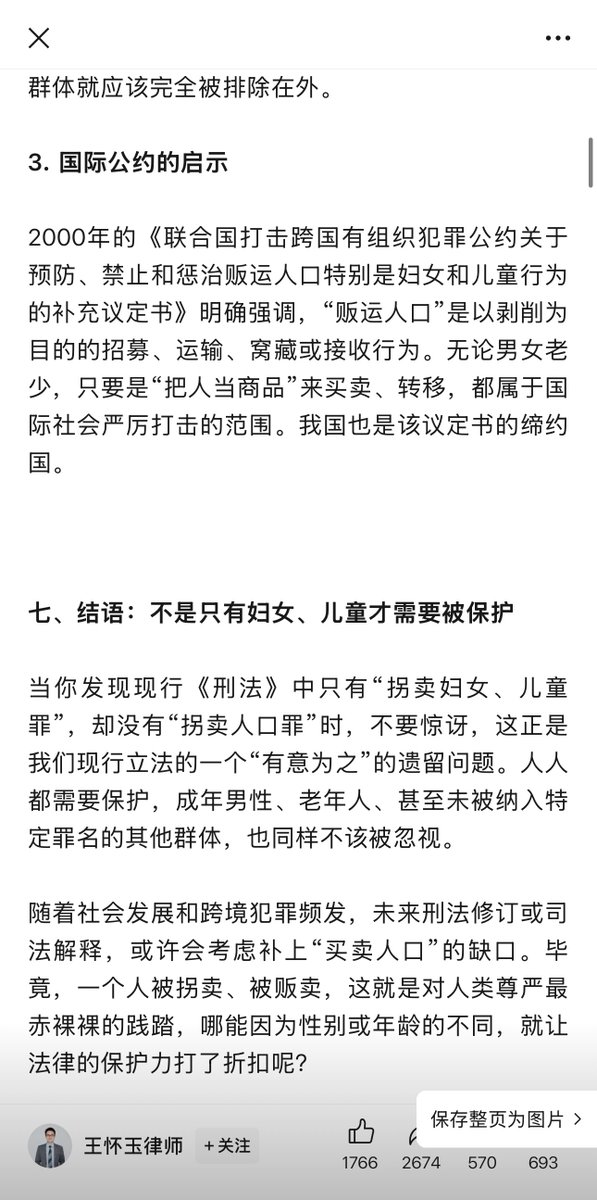 群体就应该完全被排除在外。
3. 国际公约的启示
2000年的《联合国打击跨国有组织犯罪公约关于
预防、禁止和惩治贩运人口特别是妇女和儿童行为
的补充议定书》明确强调，“贩运人口”是以剥削为
目的的招募、运输、窝藏或接收行为。无论男女老
少，只要是“把人当商品”来买卖、转移，都属于国
际社会严厉打击的范围。我国也是该议定书的缔约
国。
七、结语：不是只有妇女、儿童才需要被保护
当你发现现行《刑法》中只有“拐卖妇女、儿童
罪”，却没有“拐卖人口罪”时，不要惊讶，这正是
我们现行立法的一个“有意为之”的遗留问题。人人
都需要保护，成年男性、老年人、甚至未被纳入特
定罪名的其他群体，也同样不该被忽视。
随着社会发展和跨境犯罪频发，未来刑法修订或司
法解释，或许会考虑补上“买卖人口”的缺口。毕
竟，一个人被拐卖、被贩卖，这就是对人类尊严最
赤裸裸的践踏，哪能因为性别或年龄的不同，就让
法律的保护力打了折扣呢？
保存整页为图片
王怀玉律师
+关注
1766
2674
570
693